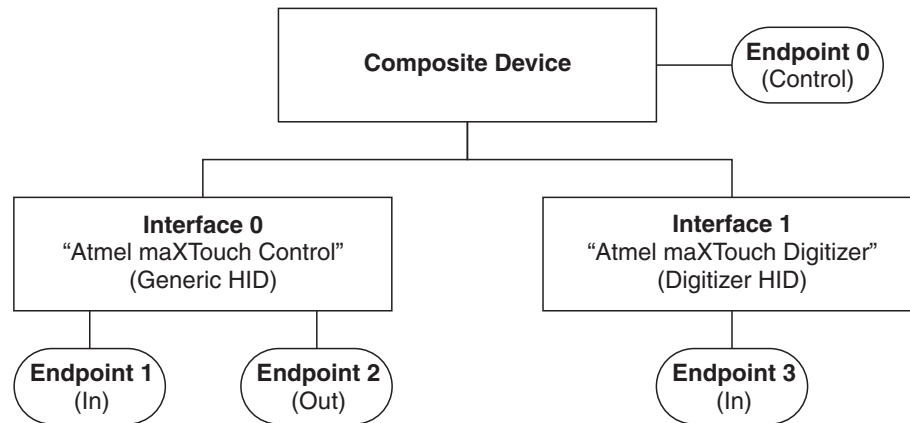 Composite Device
Endpoint 0
(Control)
Interface 0
“Atmel maXTouch Control”
(Generic HID)
Interface 1
“Atmel maXTouch Digitizer”
(Digitizer HID)
Endpoint 1
(In)
Endpoint 2
(Out)
Endpoint 3
(In)